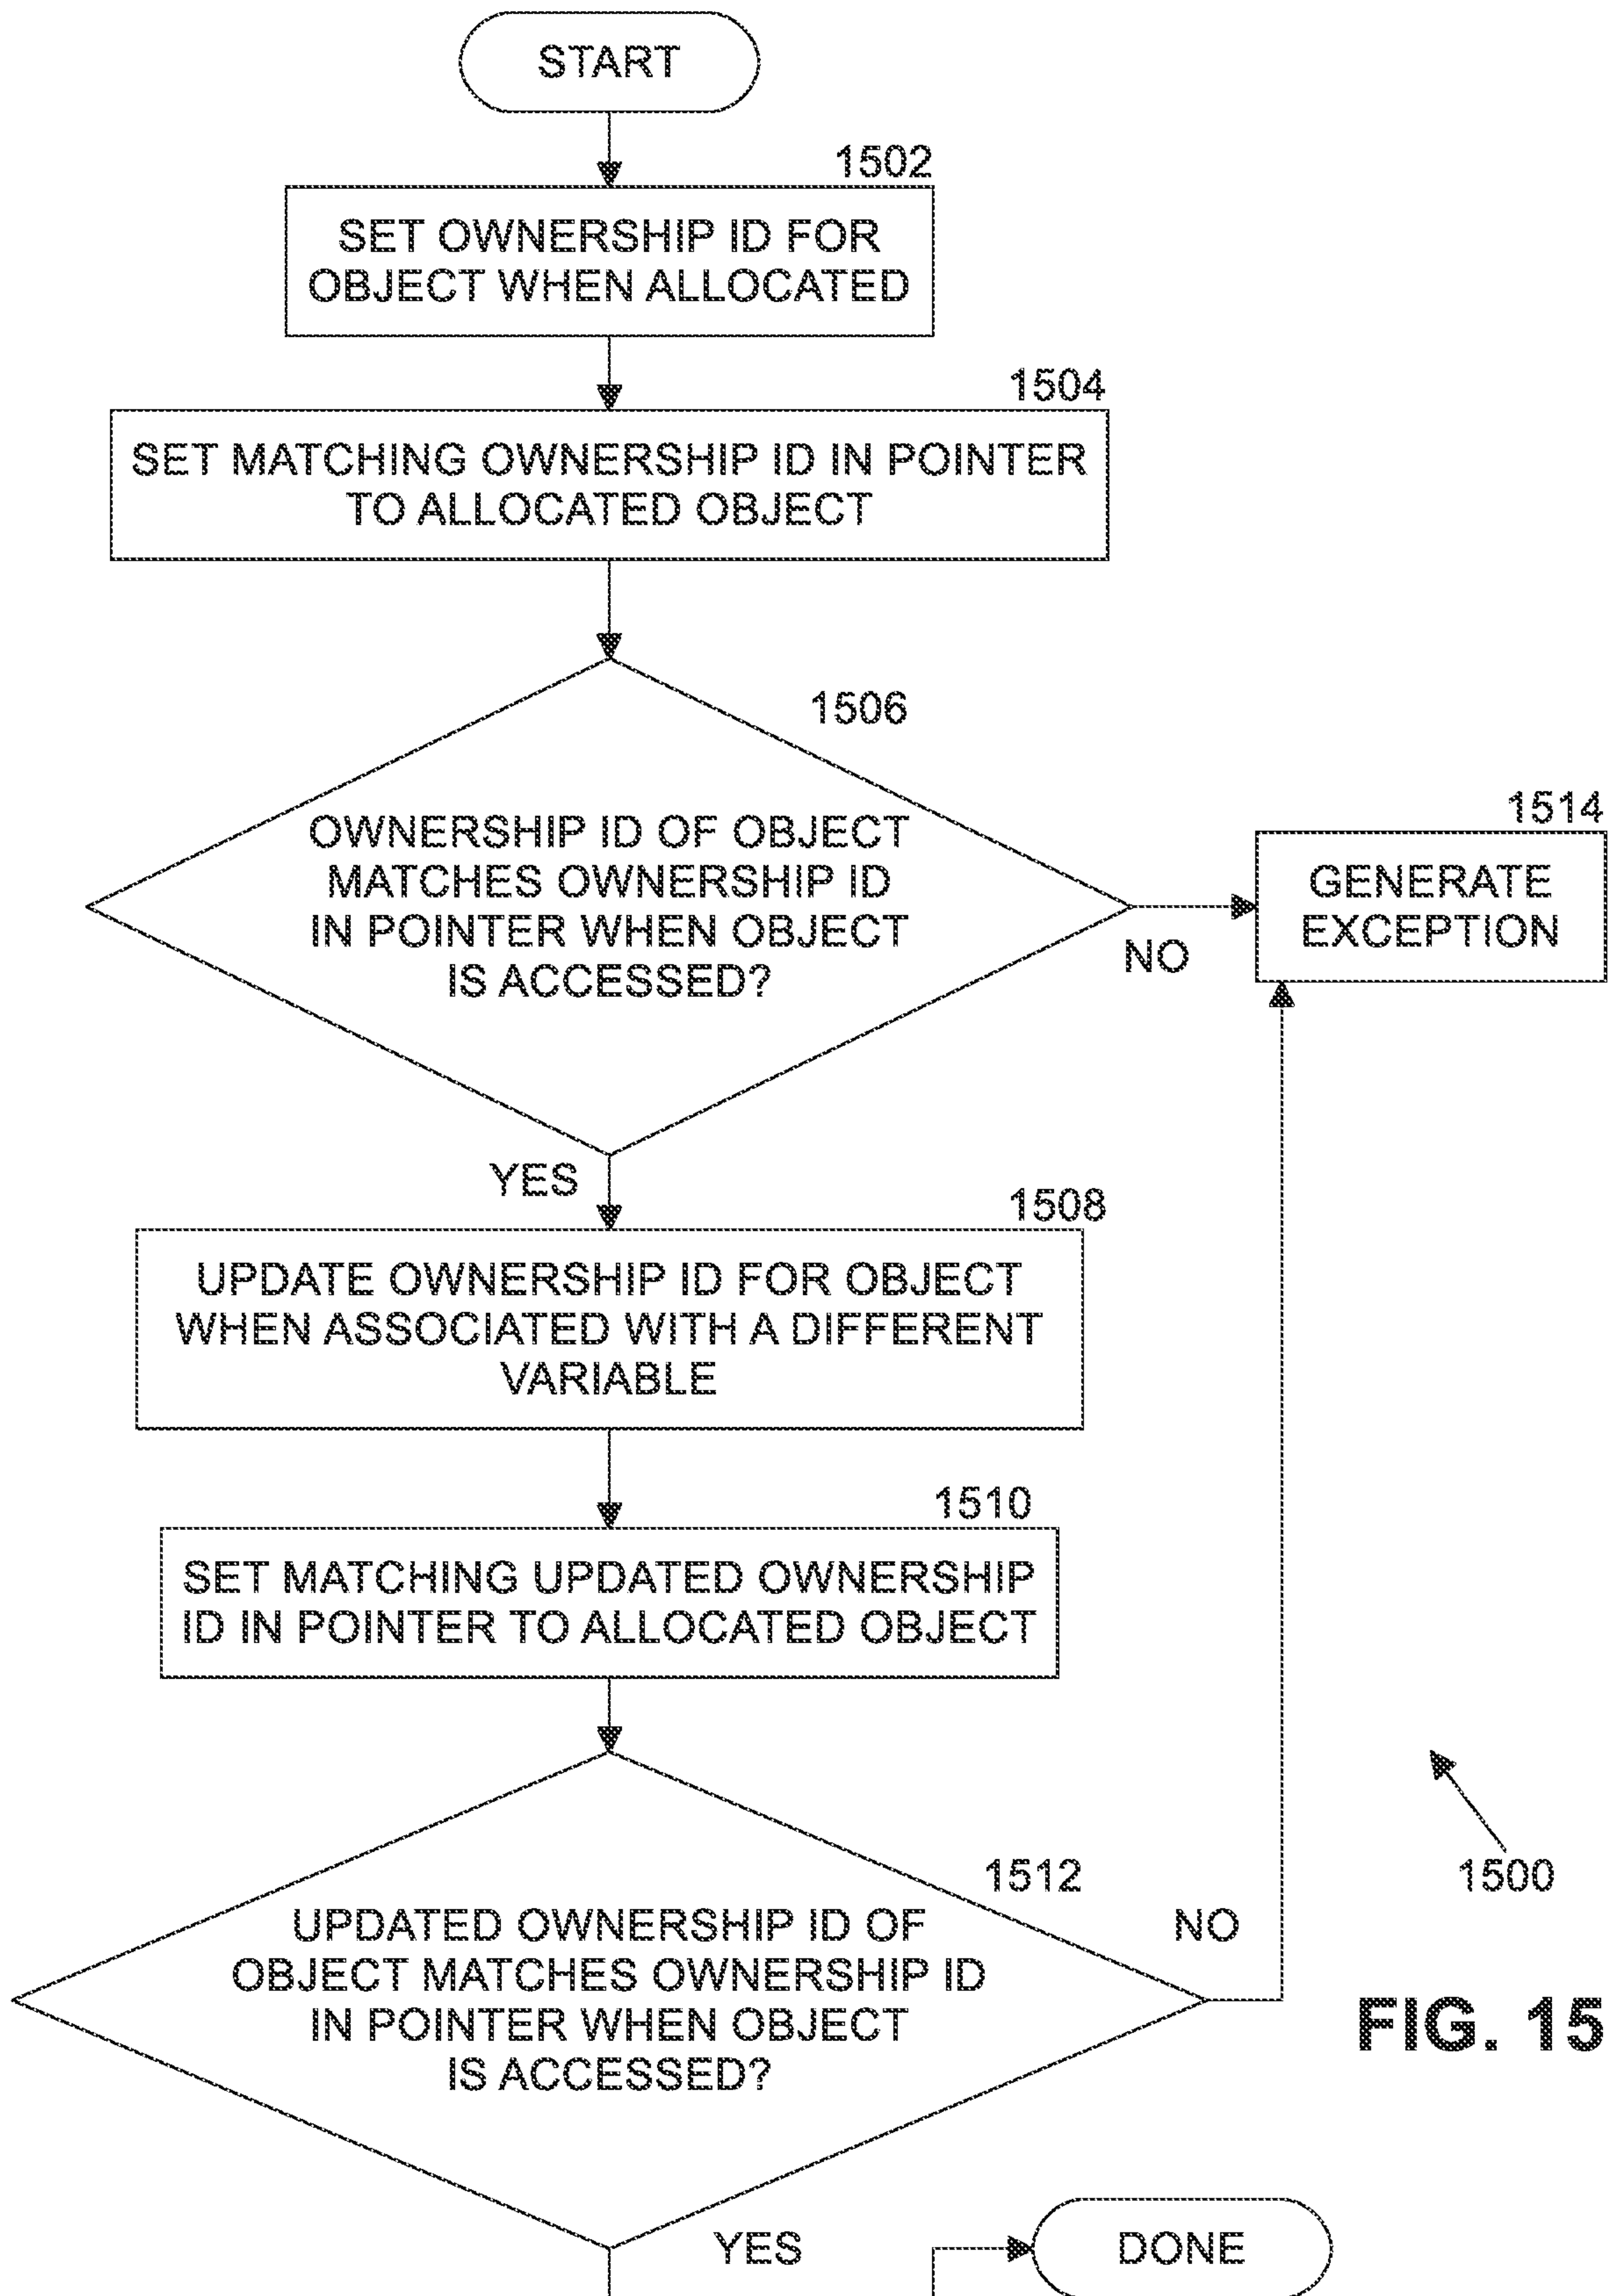 START
1502
SET OWNERSHIP ID FOR
OBJECT WHEN ALLOCATED
1504
SET MATCHING OWNERSHIP ID IN POINTER
TO ALLOCATED OBJECT
1506
OWNERSHIP ID OF OBJECT
MATCHES OWNERSHIP ID
IN POINTER WHEN OBJECT
IS ACCESSED?
NO
1514
GENERATE
EXCEPTION
YES
1508
UPDATE OWNERSHIP ID FOR OBJECT
WHEN ASSOCIATED WITH A DIFFERENT
VARIABLE
1510
SET MATCHING UPDATED OWNERSHIP
ID IN POINTER TO ALLOCATED OBJECT
1512
UPDATED OWNERSHIP ID OF
OBJECT MATCHES OWNERSHIP ID
IN POINTER WHEN OBJECT
IS ACCESSED?
NO
1500
FIG. 15
YES
DONE